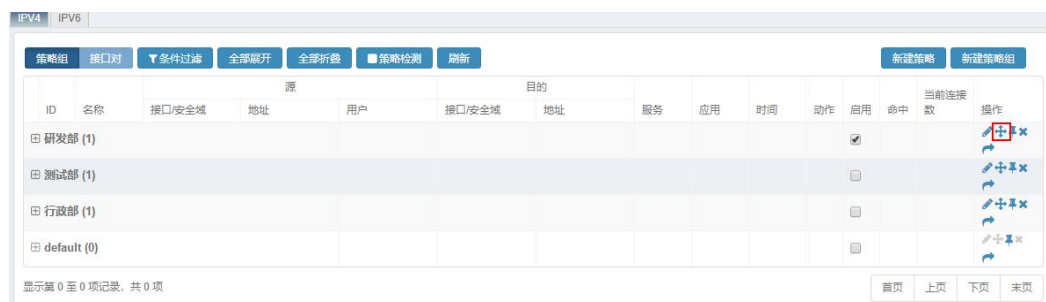 IPV4 IPV6
策略组 接口对 条件过滤 全部展开 全部折叠 策略检测 刷新 新建策略 新建策略组
源 目的
ID 名称 接口/安全域 地址 用户 接口/安全域 地址 服务 应用 时间 动作 启用 命中 当前连接数 操作
研发部 (1)
测试部 (1)
行政部 (1)
default (0)
显示第 0 至 0 项记录，共 0 项 首页 上页 下页 末页